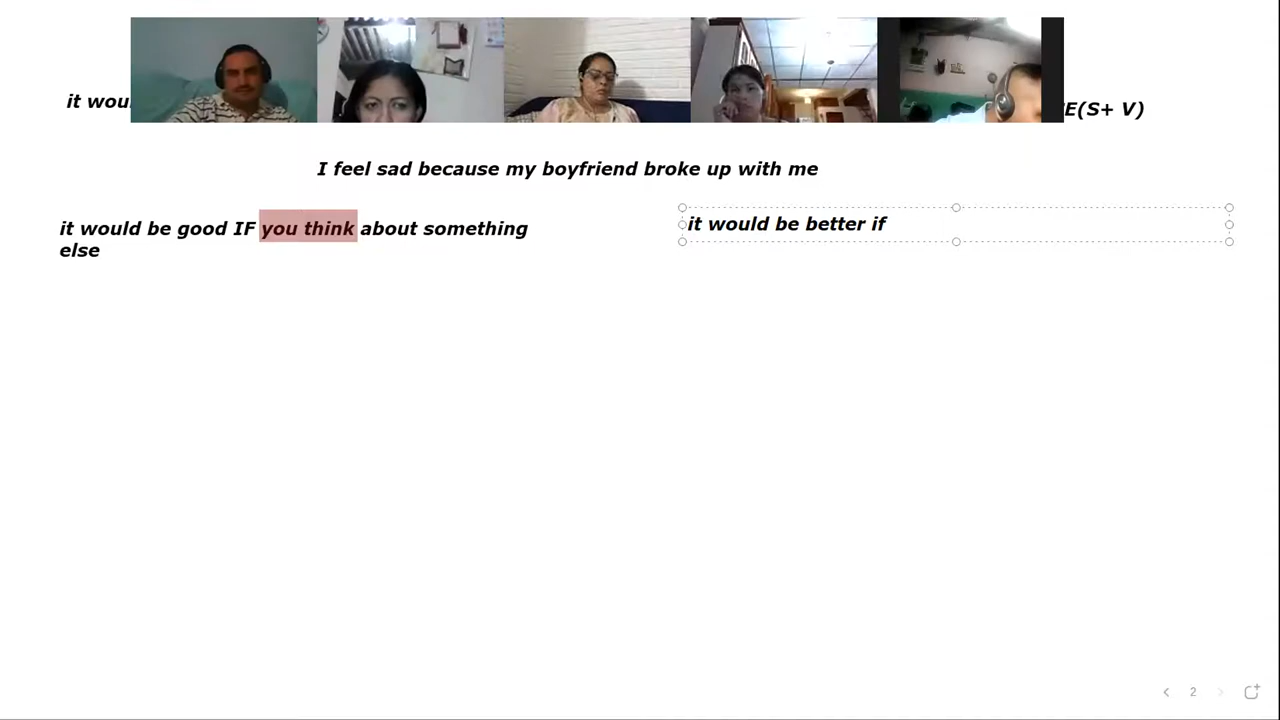 it would
E(S+ V)
I feel sad because my boyfriend broke up with me
it would be good IF you think about something
else
it would be better if
2